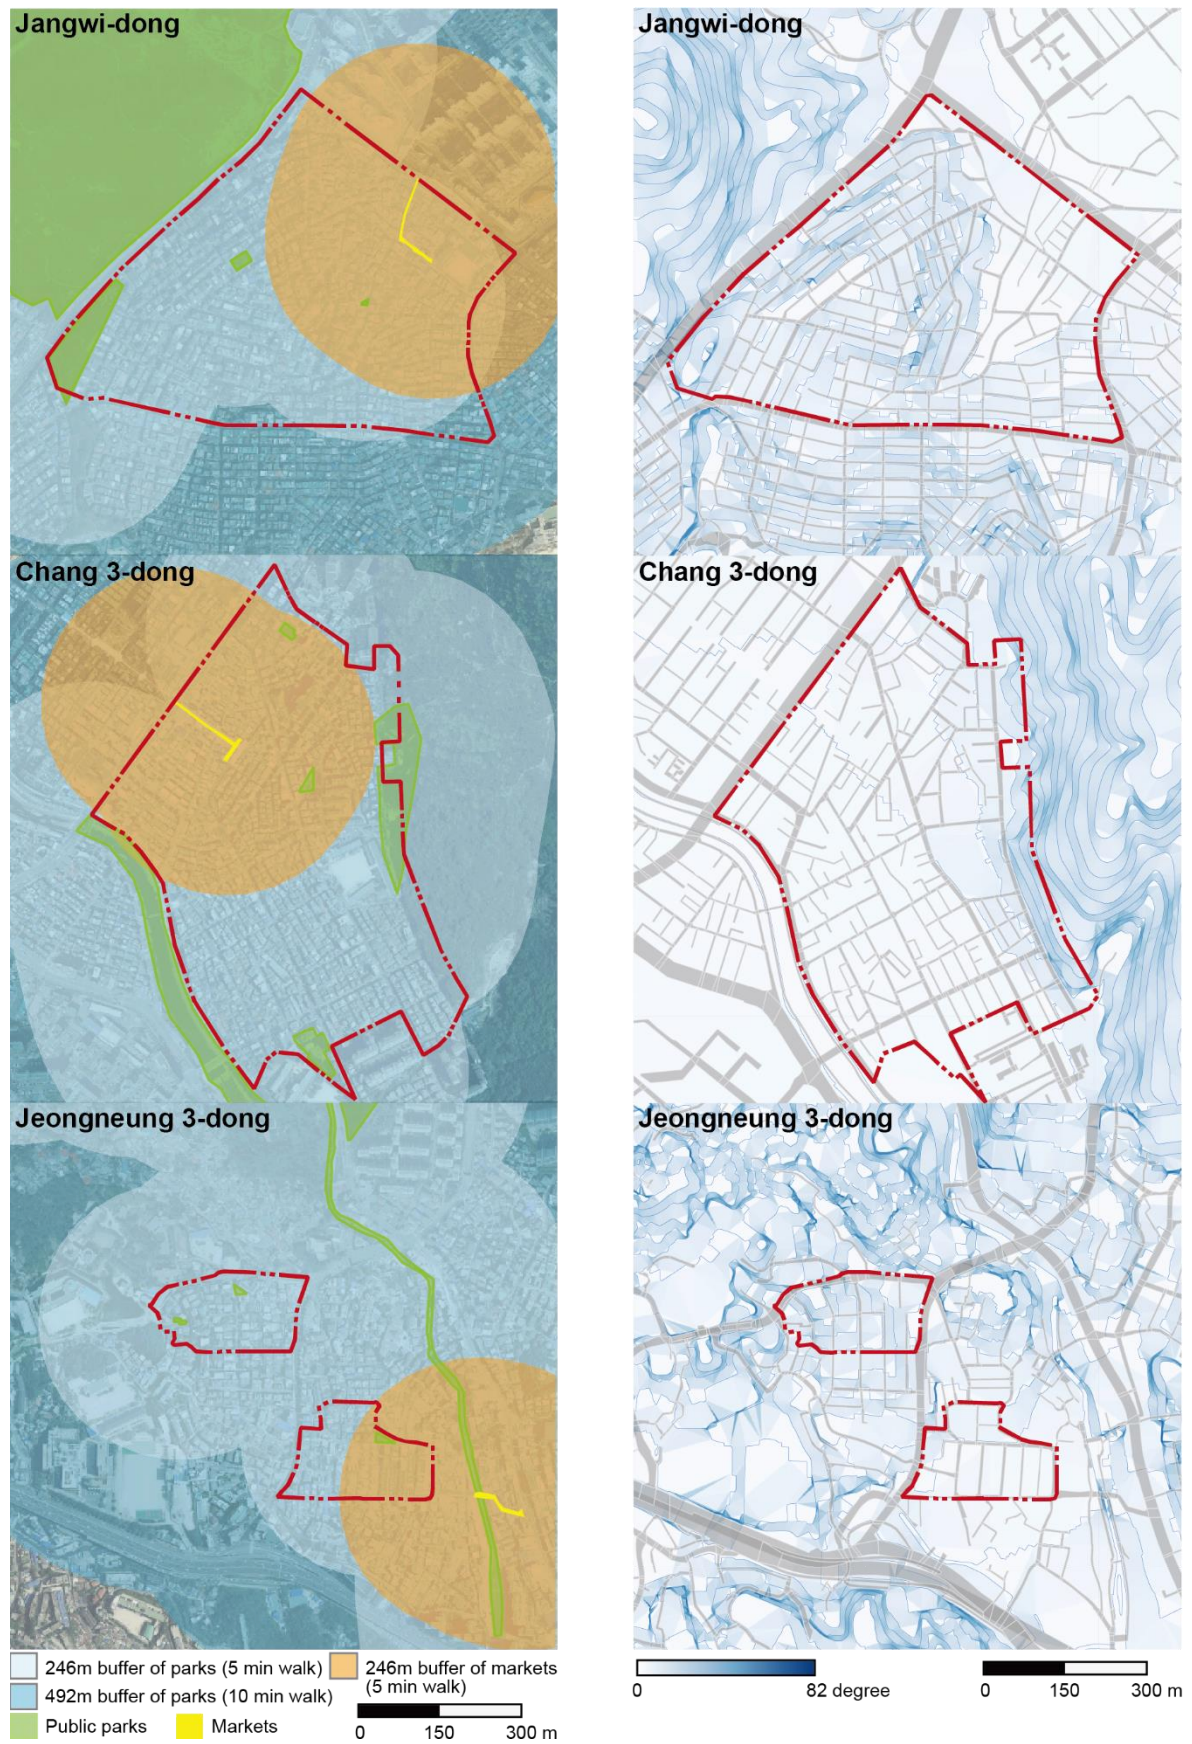 Jangwi-dong
Jangwi-dong
Chang 3-dong
Chang 3-dong
Jeongneung 3-dong
Jeongneung 3-dong
246m buffer of parks (5 min walk)
246m buffer of markets
(5 min walk)
492m buffer of parks (10 min walk)
Public parks
Markets
0 150 300 m
0 82 degree
0 150 300 m